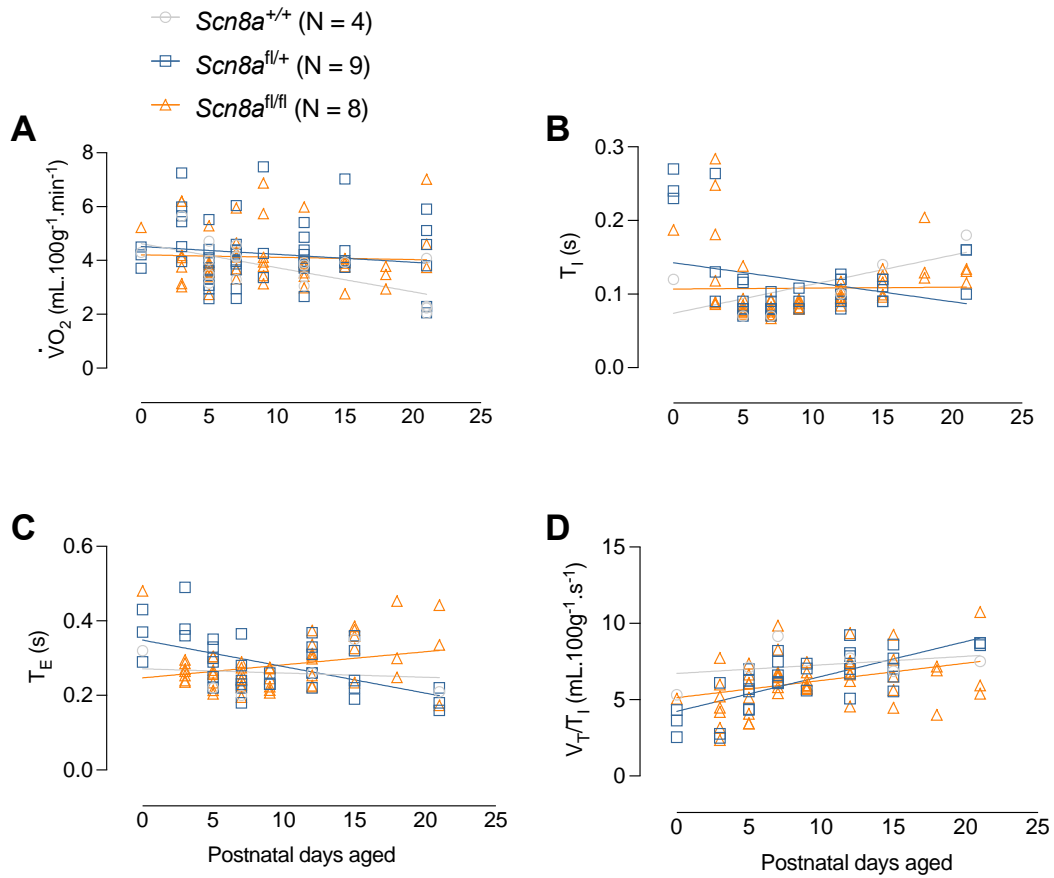 Scn8a+/+ (N = 4)
Scn8afl/+ (N = 9)
Scn8afl/fl (N = 8)
A
V̇O2 (mL.100g-1.min-1)
8
6
4
2
0
0 5 10 15 20 25
B
TI (s)
0.3
0.2
0.1
0.0
0 5 10 15 20 25
C
TE (s)
0.6
0.4
0.2
0.0
0 5 10 15 20 25
Postnatal days aged
D
VT/TI (mL.100g-1.s-1)
15
10
5
0
0 5 10 15 20 25
Postnatal days aged